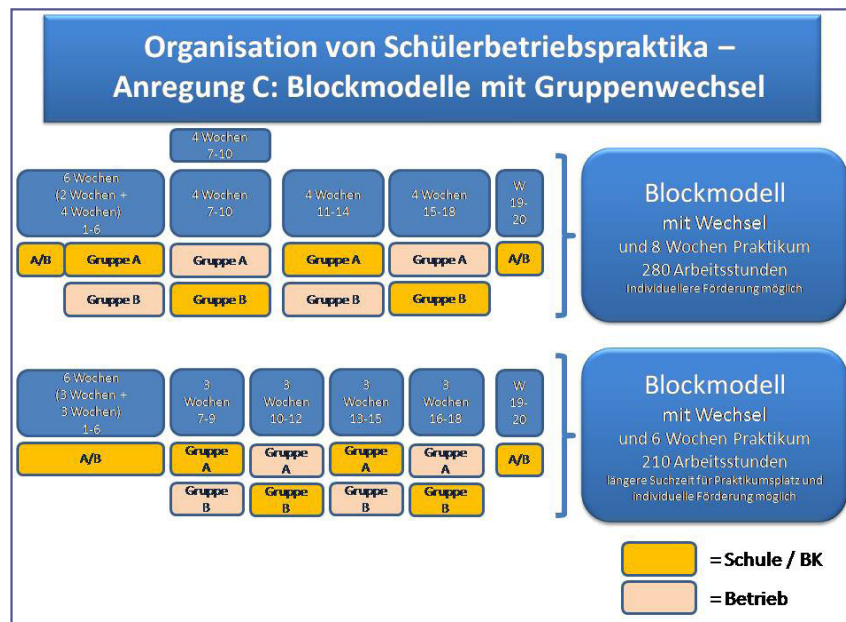 Organisation von Schülerbetriebspraktika –
Anregung C: Blockmodelle mit Gruppenwechsel
4 Wochen
7-10
6 Wochen
(2 Wochen +
4 Wochen)
1-6
4 Wochen
7-10
4 Wochen
11-14
4 Wochen
15-18
W
19-
20
A/B
Gruppe A
Gruppe A
Gruppe A
Gruppe A
A/B
Gruppe B
Gruppe B
Gruppe B
Gruppe B
Blockmodell
mit Wechsel
und 8 Wochen Praktikum
280 Arbeitsstunden
Individuellere Förderung möglich
6 Wochen
(3 Wochen +
3 Wochen)
1-6
3
Wochen
7-9
3
Wochen
10-12
3
Wochen
13-15
3
Wochen
16-18
W
19-
20
A/B
Gruppe
A
Gruppe
A
Gruppe
A
Gruppe
A
A/B
Gruppe
B
Gruppe
B
Gruppe
B
Gruppe
B
Blockmodell
mit Wechsel
und 6 Wochen Praktikum
210 Arbeitsstunden
längere Suchzeit für Praktikumsplatz und
individuelle Förderung möglich
= Schule / BK
= Betrieb